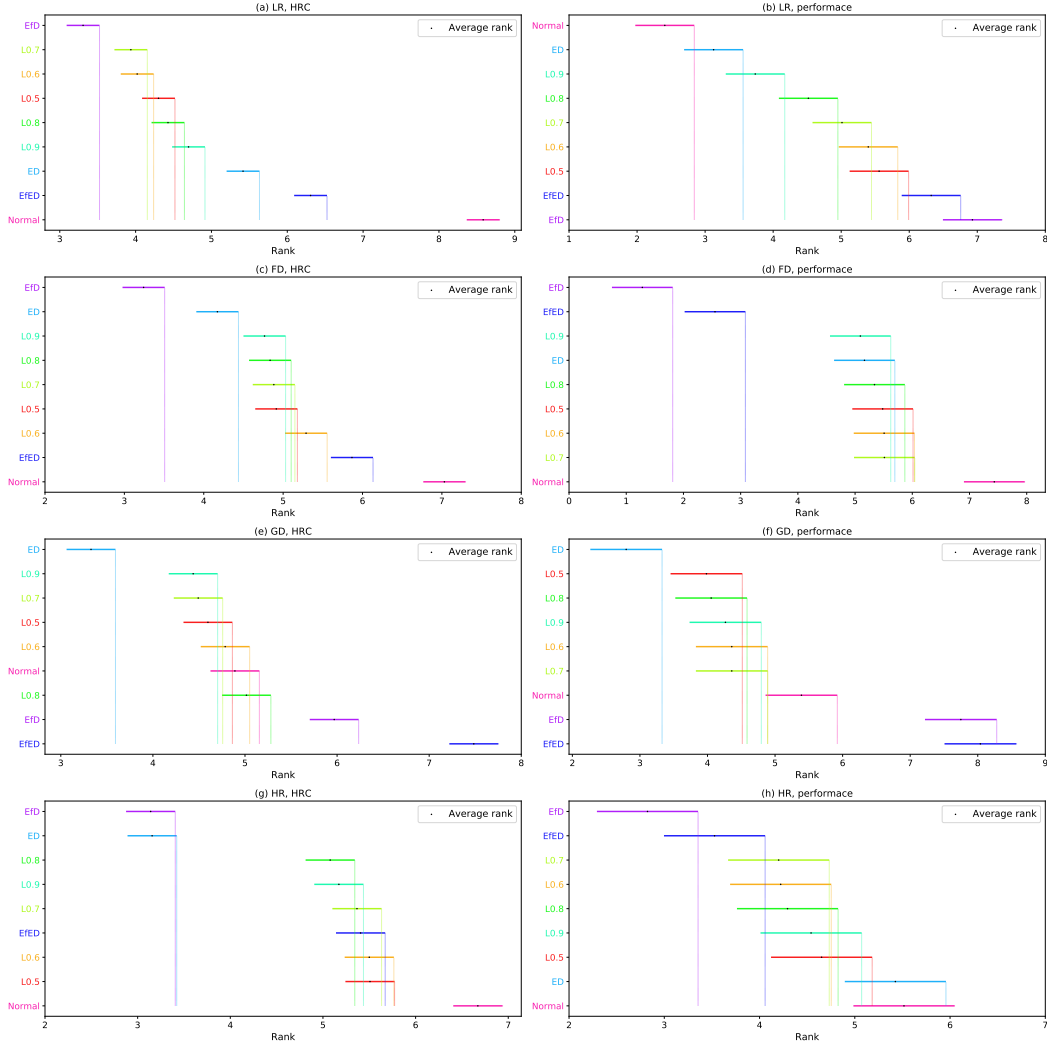 (a) LR, HRC
Average rank
EfD
L0.7
L0.6
L0.5
L0.8
L0.9
ED
EfED
Normal
3 4 5 6 7 8 9
Rank
(b) LR, performace
Average rank
Normal
ED
L0.9
L0.8
L0.7
L0.6
L0.5
EfED
EfD
1 2 3 4 5 6 7 8
Rank
(c) FD, HRC
Average rank
EfD
ED
L0.9
L0.8
L0.7
L0.5
L0.6
EfED
Normal
2 3 4 5 6 7 8
Rank
(d) FD, performace
Average rank
EfD
EfED
L0.9
ED
L0.8
L0.5
L0.6
L0.7
Normal
0 1 2 3 4 5 6 7 8
Rank
(e) GD, HRC
Average rank
ED
L0.9
L0.7
L0.5
L0.6
Normal
L0.8
EfD
EfED
3 4 5 6 7 8
Rank
(f) GD, performace
Average rank
ED
L0.5
L0.8
L0.9
L0.6
L0.7
Normal
EfD
EfED
2 3 4 5 6 7 8 9
Rank
(g) HR, HRC
Average rank
EfD
ED
L0.8
L0.9
L0.7
EfED
L0.6
L0.5
Normal
2 3 4 5 6 7
Rank
(h) HR, performace
Average rank
EfD
EfED
L0.7
L0.6
L0.8
L0.9
L0.5
ED
Normal
2 3 4 5 6 7
Rank